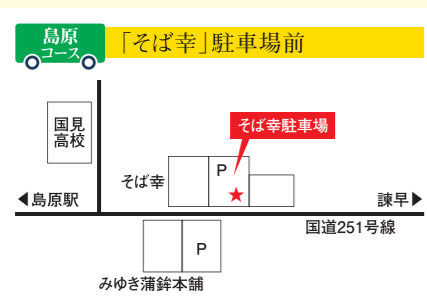 島原
コース
「そば幸」駐車場前
国見
高校
そば幸駐車場
P
そば幸
◀島原駅
諫早▶
国道251号線
P
みゆき蒲鉾本舗